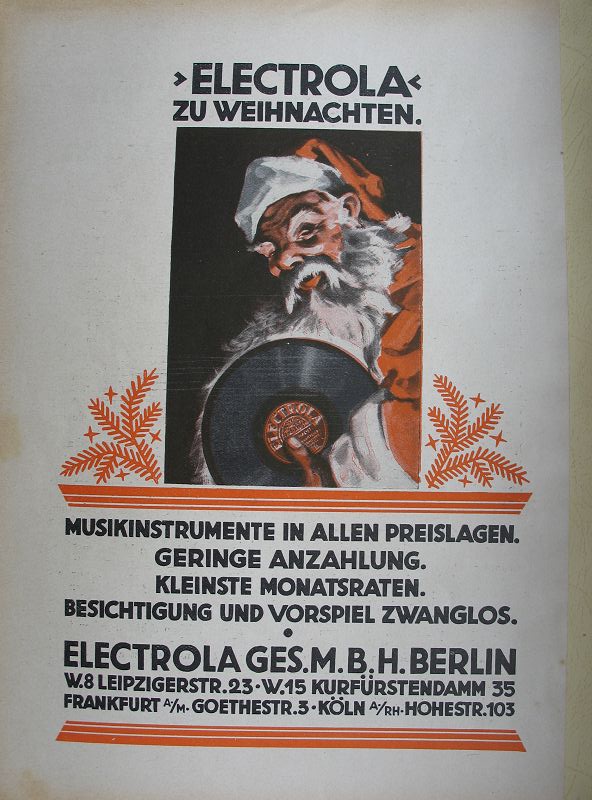 >ELECTROLA<
ZU WEIHNACHTEN.
ELECTROLA
MUSIKINSTRUMENTE IN ALLEN PREISLAGEN.
GERINGE ANZAHLUNG.
KLEINSTE MONATSRATEN.
BESICHTIGUNG UND VORSPIEL ZWANGLOS.
•
ELECTROLA GES.M.B.H. BERLIN
W.8 LEIPZIGERSTR. 23 · W.15 KURFÜRSTENDAMM 35
FRANKFURT A/M. GOETHESTR. 3 · KÖLN A/RH. HOHESTR. 103